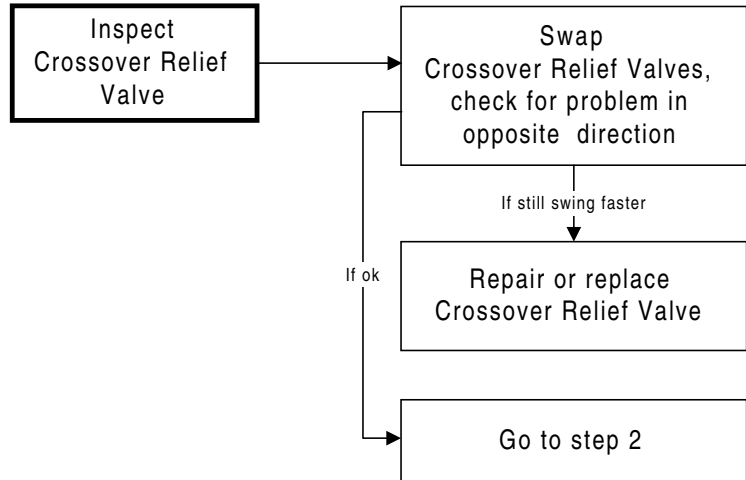 Inspect
Crossover Relief
Valve
Swap
Crossover Relief Valves,
check for problem in
opposite direction
If still swing faster
Repair or replace
Crossover Relief Valve
If ok
Go to step 2